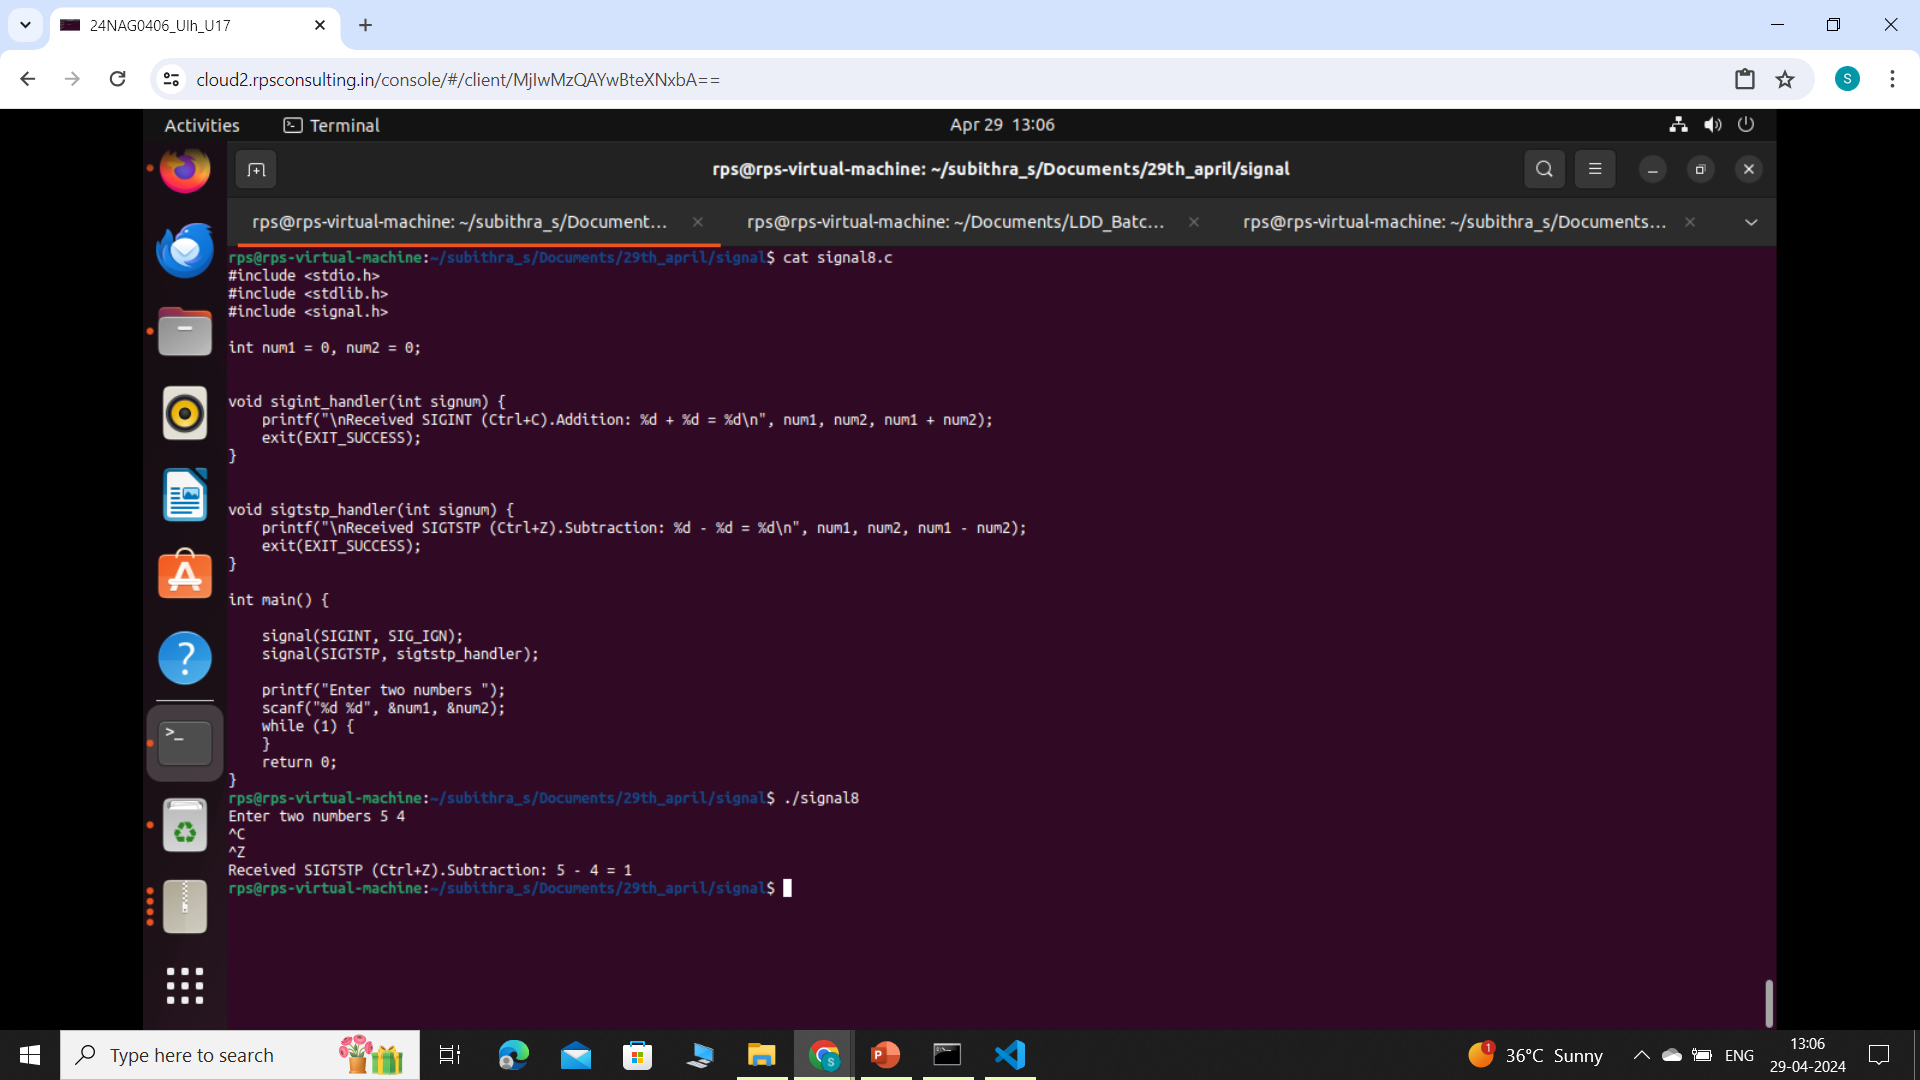 24NAG0406_Ulh_U17
cloud2.rpsconsulting.in/console/#/client/MjIwMzQAYwBteXNxbA==
S
Activities
Terminal
Apr 29 13:06
rps@rps-virtual-machine: ~/subithra_s/Documents/29th_april/signal
rps@rps-virtual-machine: ~/subithra_s/Document...
rps@rps-virtual-machine: ~/Documents/LDD_Batc...
rps@rps-virtual-machine: ~/subithra_s/Documents...
rps@rps-virtual-machine:~/subithra_s/Documents/29th_april/signal$ cat signal8.c
#include <stdio.h>
#include <stdlib.h>
#include <signal.h>
int num1 = 0, num2 = 0;
void sigint_handler(int signum) {
    printf("\nReceived SIGINT (Ctrl+C).Addition: %d + %d = %d\n", num1, num2, num1 + num2);
    exit(EXIT_SUCCESS);
}
void sigtstp_handler(int signum) {
    printf("\nReceived SIGTSTP (Ctrl+Z).Subtraction: %d - %d = %d\n", num1, num2, num1 - num2);
    exit(EXIT_SUCCESS);
}
int main() {
    signal(SIGINT, SIG_IGN);
    signal(SIGTSTP, sigtstp_handler);
    printf("Enter two numbers ");
    scanf("%d %d", &num1, &num2);
    while (1) {
    }
    return 0;
}
rps@rps-virtual-machine:~/subithra_s/Documents/29th_april/signal$ ./signal8
Enter two numbers 5 4
^C
^Z
Received SIGTSTP (Ctrl+Z).Subtraction: 5 - 4 = 1
rps@rps-virtual-machine:~/subithra_s/Documents/29th_april/signal$
Type here to search
1
36°C Sunny
ENG
13:06
29-04-2024